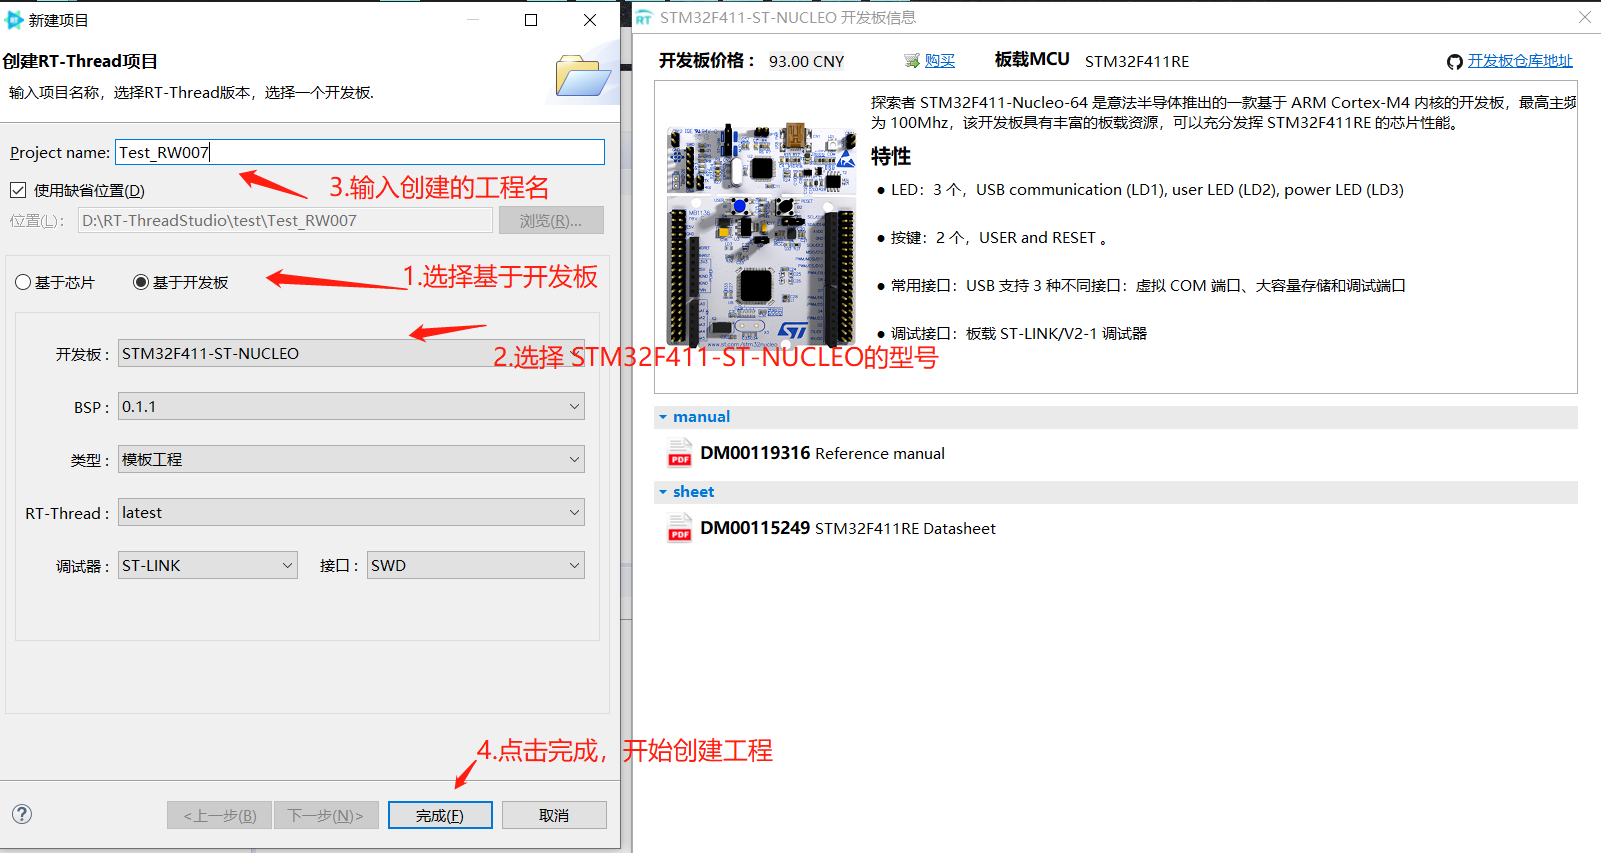 新建项目
创建RT-Thread项目
输入项目名称，选择RT-Thread版本，选择一个开发板.
Project name: Test_RW007
3.输入创建的工程名
使用缺省位置(D)
位置(L)： D:\RT-ThreadStudio\test\Test_RW007 浏览(R)...
基于芯片 基于开发板
1.选择基于开发板
开发板： STM32F411-ST-NUCLEO
2.选择 STM32F411-ST-NUCLEO的型号
BSP： 0.1.1
类型： 模板工程
RT-Thread： latest
调试器： ST-LINK 接口： SWD
4.点击完成，开始创建工程
<上一步(B) 下一步(N)> 完成(F) 取消
RT STM32F411-ST-NUCLEO 开发板信息
开发板价格： 93.00 CNY 购买 板载MCU STM32F411RE 开发板仓库地址
探索者 STM32F411-Nucleo-64 是意法半导体推出的一款基于 ARM Cortex-M4 内核的开发板，最高主频
为 100Mhz，该开发板具有丰富的板载资源，可以充分发挥 STM32F411RE 的芯片性能。
特性
● LED：3 个，USB communication (LD1), user LED (LD2), power LED (LD3)
● 按键：2 个，USER and RESET 。
● 常用接口：USB 支持 3 种不同接口：虚拟 COM 端口、大容量存储和调试端口
● 调试接口：板载 ST-LINK/V2-1 调试器
manual
PDF DM00119316 Reference manual
sheet
PDF DM00115249 STM32F411RE Datasheet